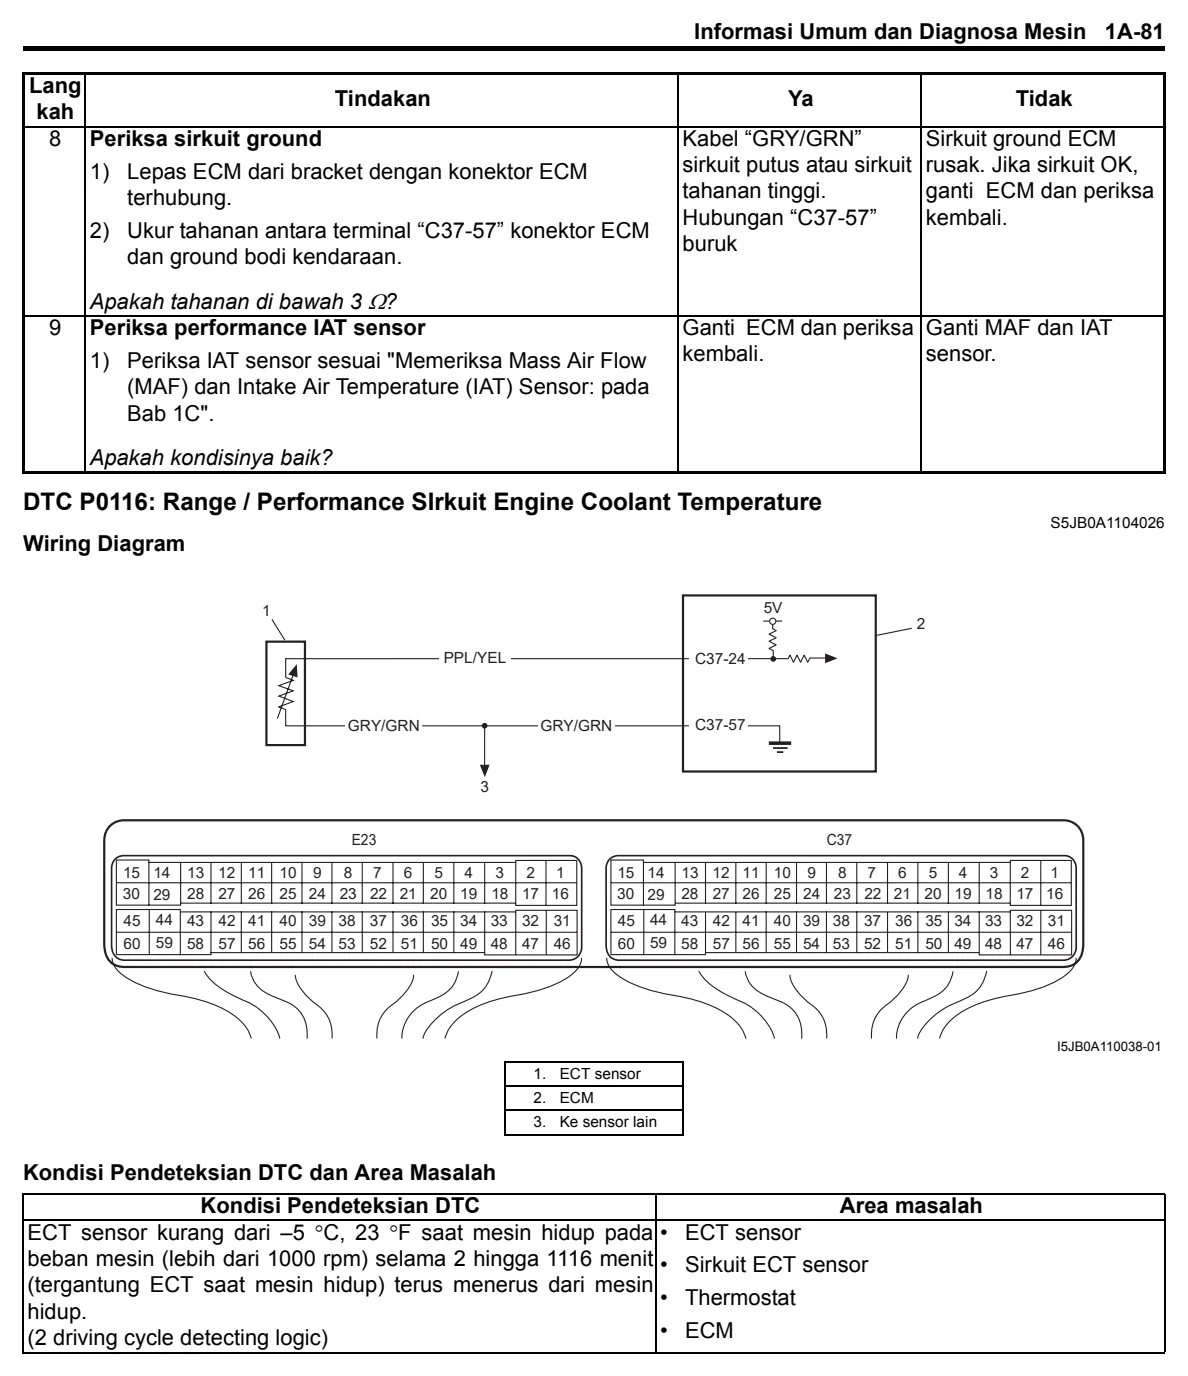 Informasi Umum dan Diagnosa Mesin 1A-81
Lang
kah
Tindakan
Ya
Tidak
8
Periksa sirkuit ground
1) Lepas ECM dari bracket dengan konektor ECM
terhubung.
2) Ukur tahanan antara terminal “C37-57” konektor ECM
dan ground bodi kendaraan.
Apakah tahanan di bawah 3 Ω?
Kabel “GRY/GRN”
sirkuit putus atau sirkuit
tahanan tinggi.
Hubungan “C37-57”
buruk
Sirkuit ground ECM
rusak. Jika sirkuit OK,
ganti ECM dan periksa
kembali.
9
Periksa performance IAT sensor
1) Periksa IAT sensor sesuai "Memeriksa Mass Air Flow
(MAF) dan Intake Air Temperature (IAT) Sensor: pada
Bab 1C".
Apakah kondisinya baik?
Ganti ECM dan periksa
kembali.
Ganti MAF dan IAT
sensor.
DTC P0116: Range / Performance SIrkuit Engine Coolant Temperature
S5JB0A1104026
Wiring Diagram
1
5V
2
PPL/YEL
C37-24
GRY/GRN
GRY/GRN
C37-57
3
E23
15 14 13 12 11 10 9 8 7 6 5 4 3 2 1
30 29 28 27 26 25 24 23 22 21 20 19 18 17 16
45 44 43 42 41 40 39 38 37 36 35 34 33 32 31
60 59 58 57 56 55 54 53 52 51 50 49 48 47 46
C37
15 14 13 12 11 10 9 8 7 6 5 4 3 2 1
30 29 28 27 26 25 24 23 22 21 20 19 18 17 16
45 44 43 42 41 40 39 38 37 36 35 34 33 32 31
60 59 58 57 56 55 54 53 52 51 50 49 48 47 46
I5JB0A110038-01
1. ECT sensor
2. ECM
3. Ke sensor lain
Kondisi Pendeteksian DTC dan Area Masalah
Kondisi Pendeteksian DTC
Area masalah
ECT sensor kurang dari –5 °C, 23 °F saat mesin hidup pada
beban mesin (lebih dari 1000 rpm) selama 2 hingga 1116 menit
(tergantung ECT saat mesin hidup) terus menerus dari mesin
hidup.
(2 driving cycle detecting logic)
• ECT sensor
• Sirkuit ECT sensor
• Thermostat
• ECM